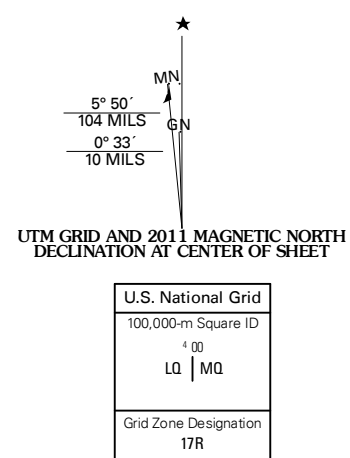 ★
M.N.
5° 50´
104 MILS
GN
0° 33´
10 MILS
UTM GRID AND 2011 MAGNETIC NORTH
DECLINATION AT CENTER OF SHEET
U.S. National Grid
100,000-m Square ID
4 00
LQ | MQ
Grid Zone Designation
17R